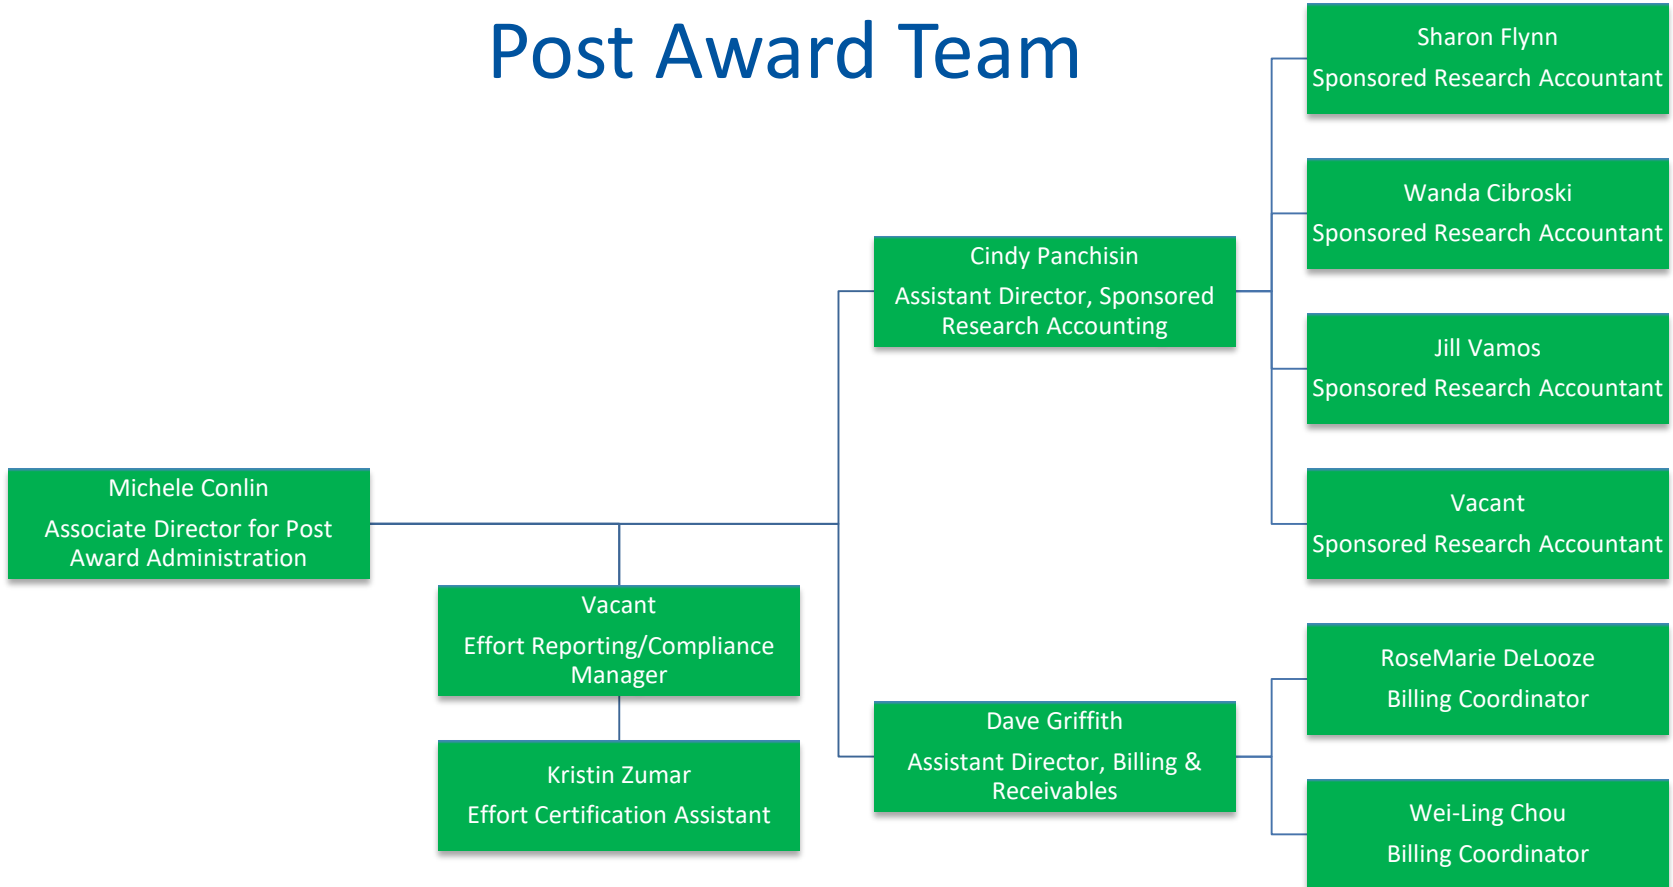 Post Award Team
Michele Conlin
Associate Director for Post
Award Administration
Vacant
Effort Reporting/Compliance
Manager
Kristin Zumar
Effort Certification Assistant
Cindy Panchisin
Assistant Director, Sponsored
Research Accounting
Sharon Flynn
Sponsored Research Accountant
Wanda Cibroski
Sponsored Research Accountant
Jill Vamos
Sponsored Research Accountant
Vacant
Sponsored Research Accountant
Dave Griffith
Assistant Director, Billing &
Receivables
RoseMarie DeLooze
Billing Coordinator
Wei-Ling Chou
Billing Coordinator